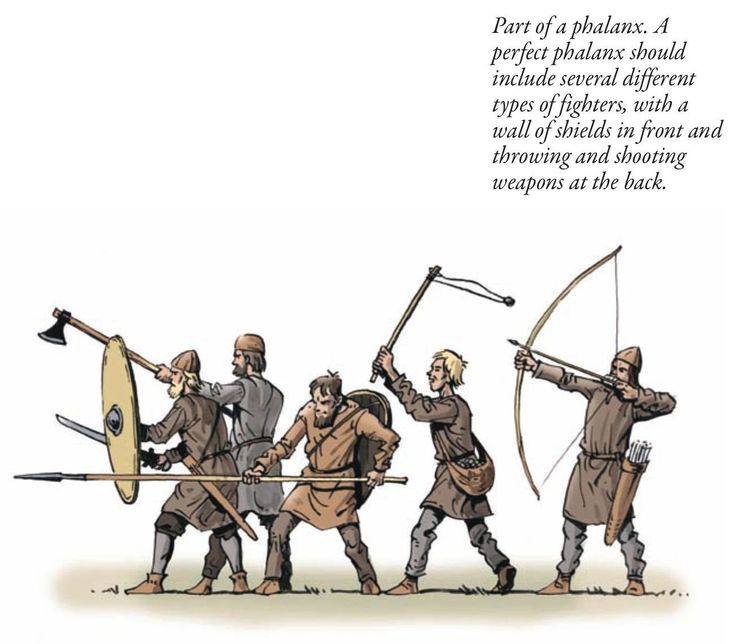 Part of a phalanx. A
perfect phalanx should
include several different
types of fighters, with a
wall of shields in front and
throwing and shooting
weapons at the back.